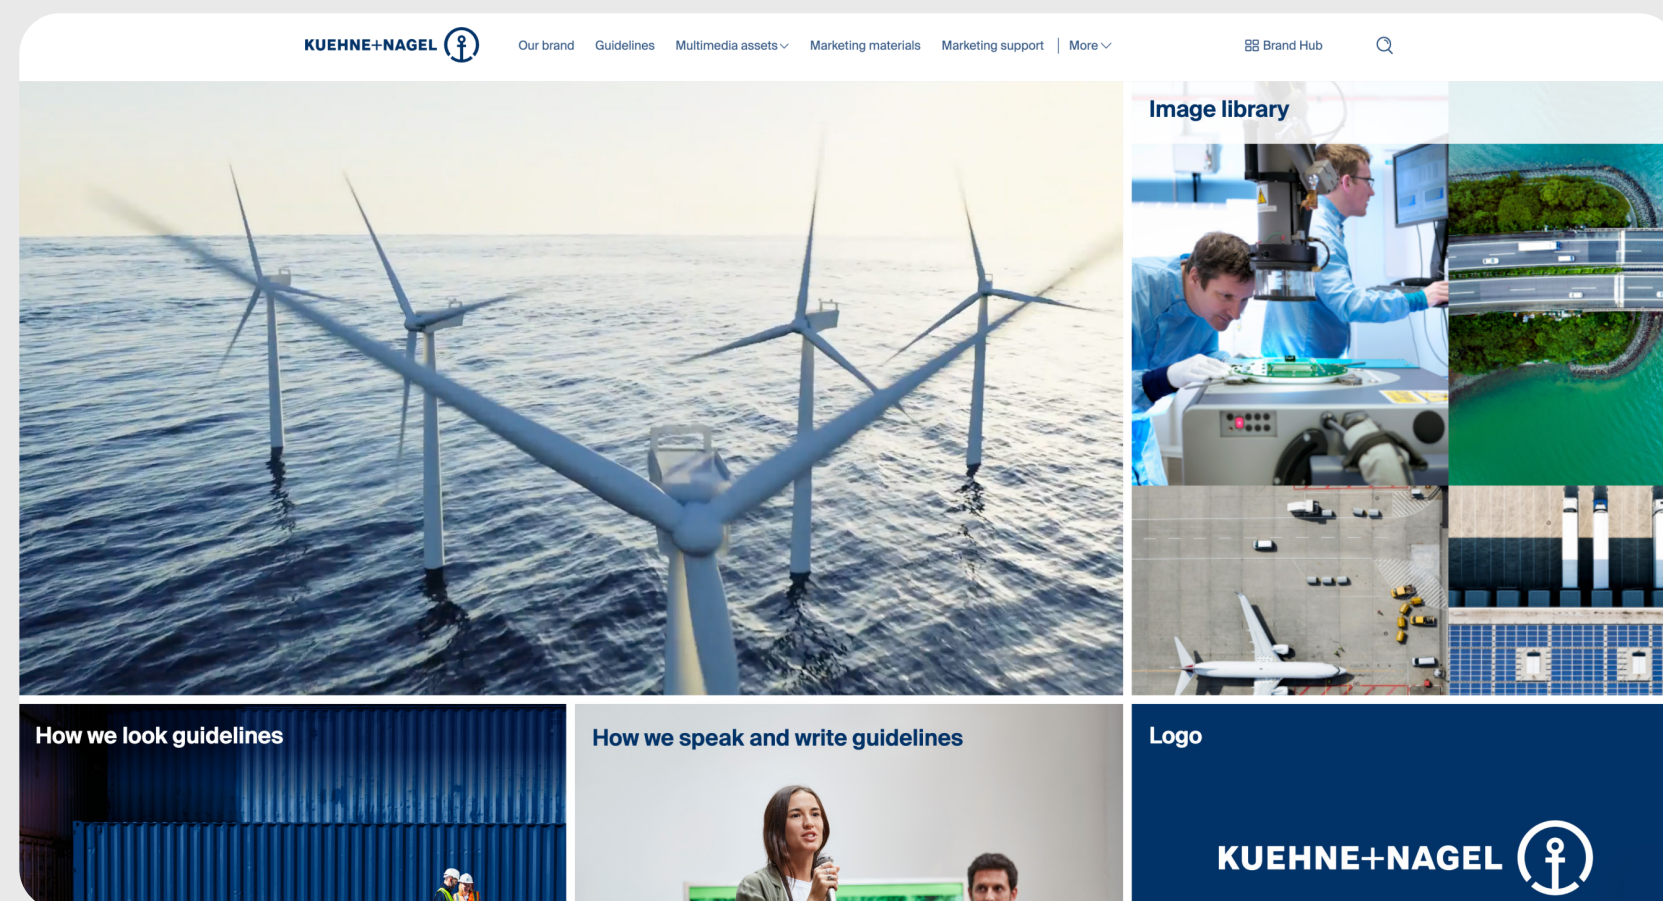 KUEHNE+NAGEL
Our brand
Guidelines
Multimedia assets
Marketing materials
Marketing support
More
Brand Hub
Image library
How we look guidelines
How we speak and write guidelines
Logo
KUEHNE+NAGEL